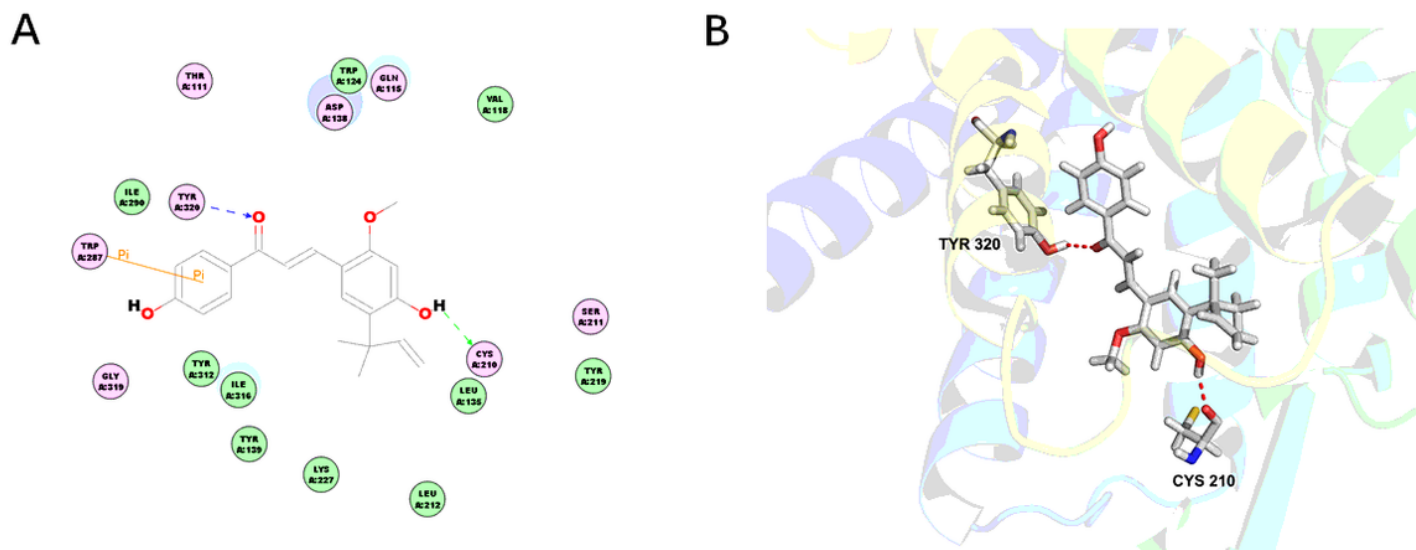 A
B
THR
A:111
TRP
A:124
GLN
A:115
ASP
A:138
VAL
A:118
ILE
A:290
TYR
A:320
O
O
TRP
A:287
Pi
Pi
H
O
H
OH
SER
A:211
CYS
A:210
TYR
A:312
TYR
A:219
GLY
A:319
ILE
A:316
LEU
A:135
TYR
A:139
LYS
A:227
LEU
A:212
TYR 320
CYS 210